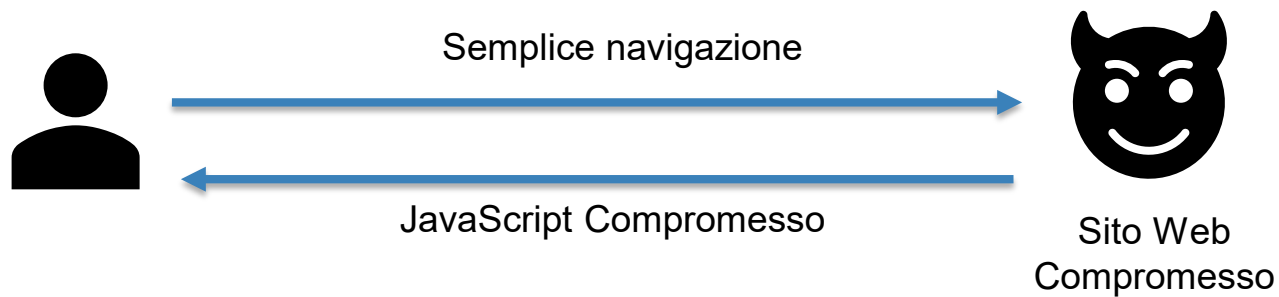 Semplice navigazione
JavaScript Compromesso
Sito Web
Compromesso